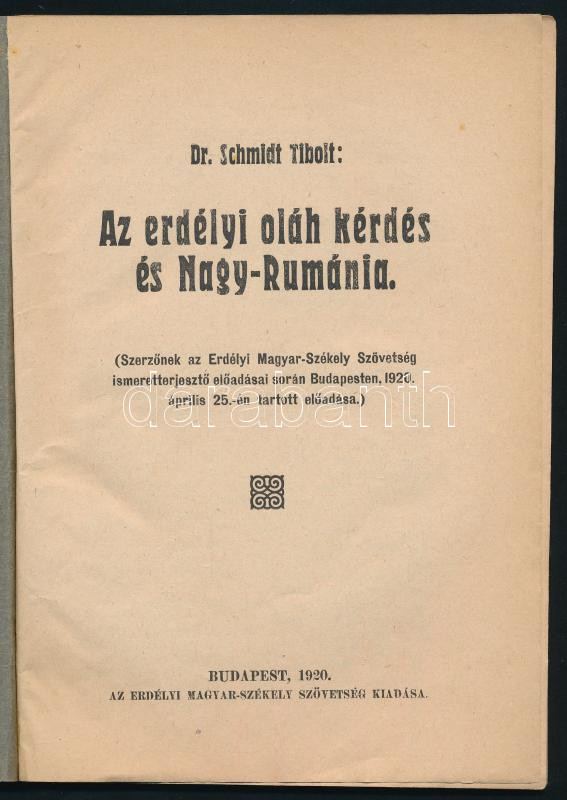 Dr. Schmidt Tibolt:
Az erdélyi oláh kérdés
és Nagy-Rumánia.
(Szerzőnek az Erdélyi Magyar-Székely Szövetség
ismeretterjesztő előadásai során Budapesten, 1920.
április 25.-én tartott előadása.)
darabanth
BUDAPEST, 1920.
AZ ERDÉLYI MAGYAR-SZÉKELY SZÖVETSÉG KIADÁSA.